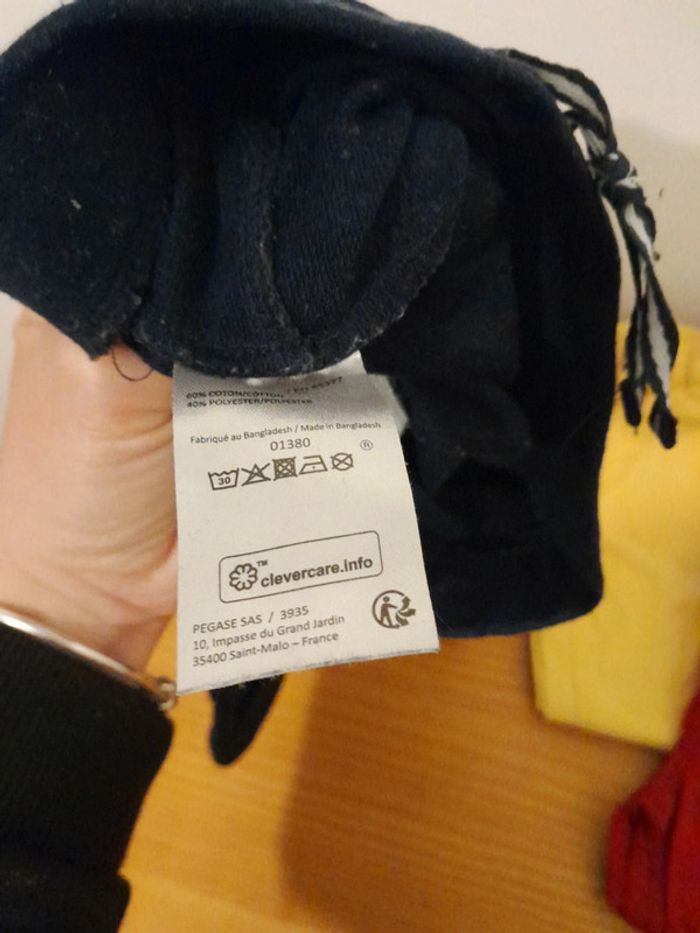 60% COTON/COTTON
40% POLYESTER/POLYESTER
Fabriqué au Bangladesh / Made in Bangladesh
01380
®
30
™
clevercare.info
PEGASE SAS / 3935
10, Impasse du Grand Jardin
35400 Saint-Malo – France